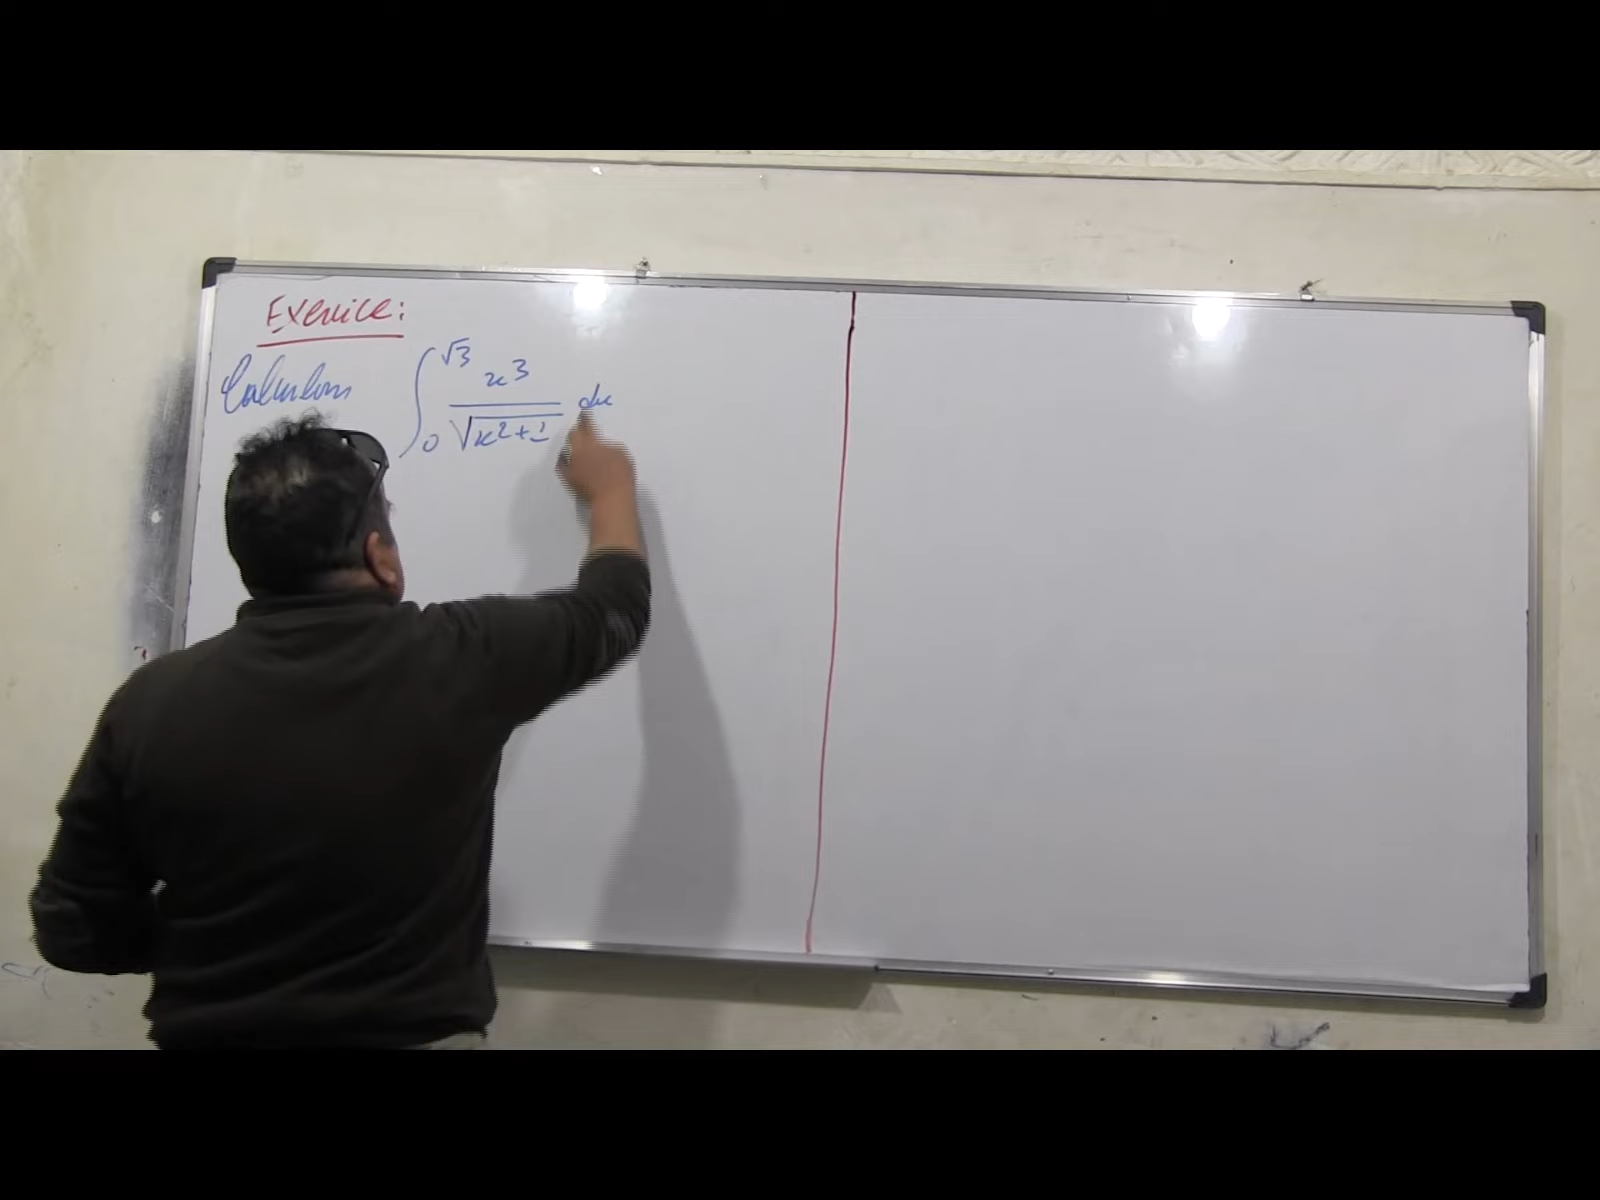 Exercice:
Calculons ∫₀^√3 x³/√(x²+1) dx